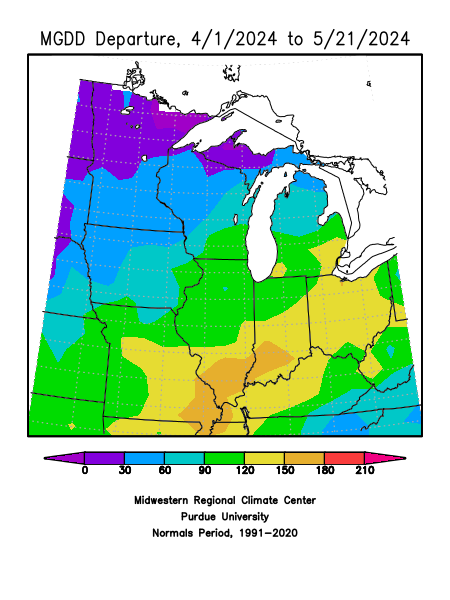 MGDD Departure, 4/1/2024 to 5/21/2024
0 30 60 90 120 150 180 210
Midwestern Regional Climate Center
Purdue University
Normals Period, 1991-2020